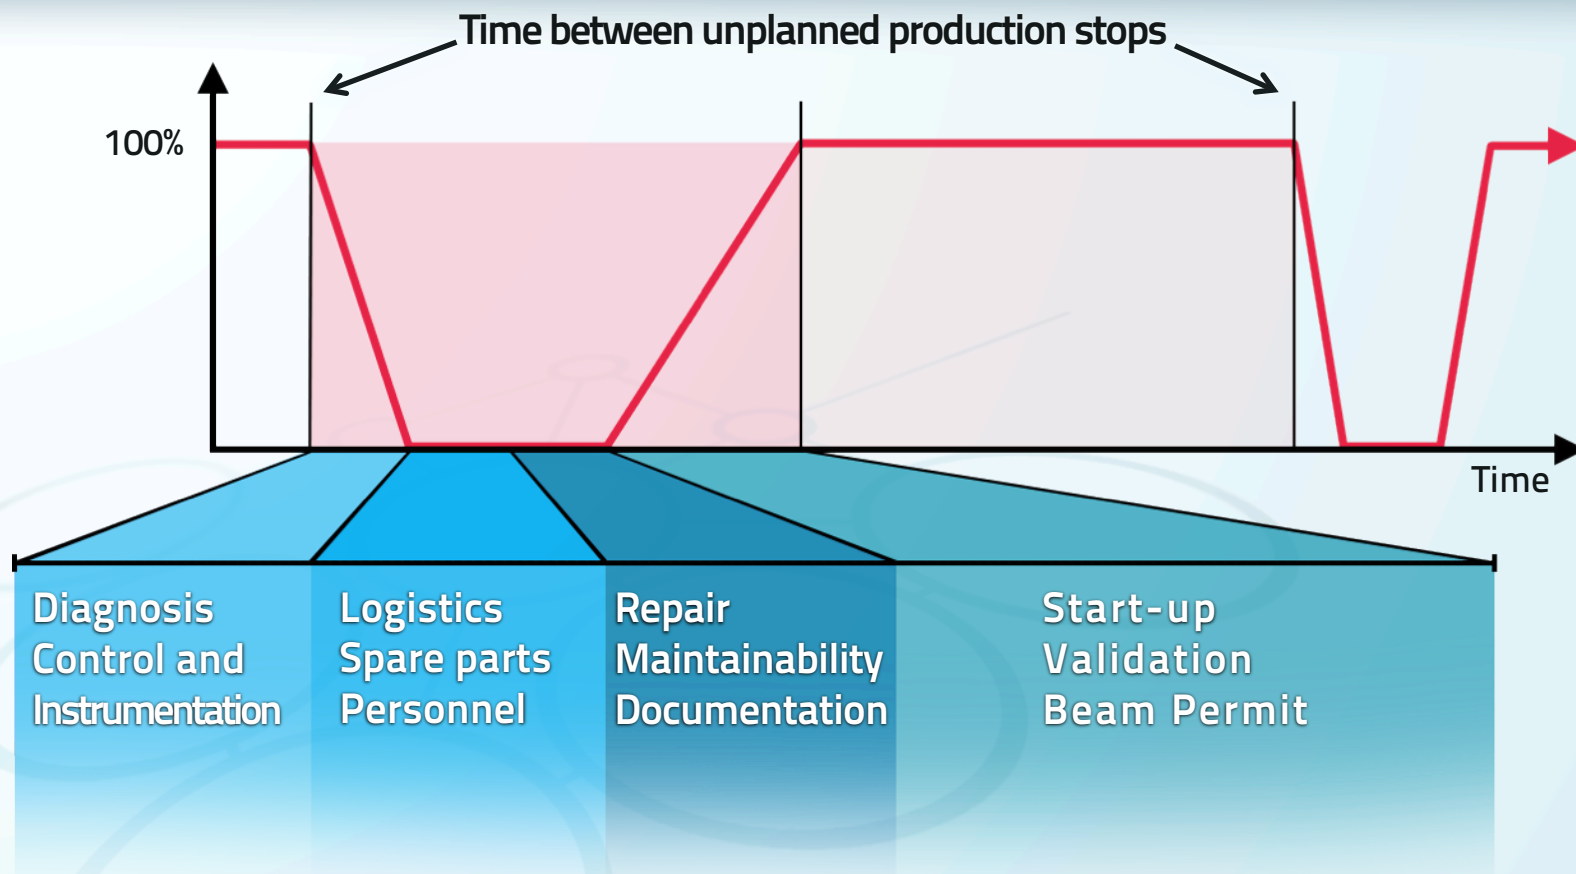 Time between unplanned production stops
100%
Time
Diagnosis
Control and
Instrumentation
Logistics
Spare parts
Personnel
Repair
Maintainability
Documentation
Start-up
Validation
Beam Permit